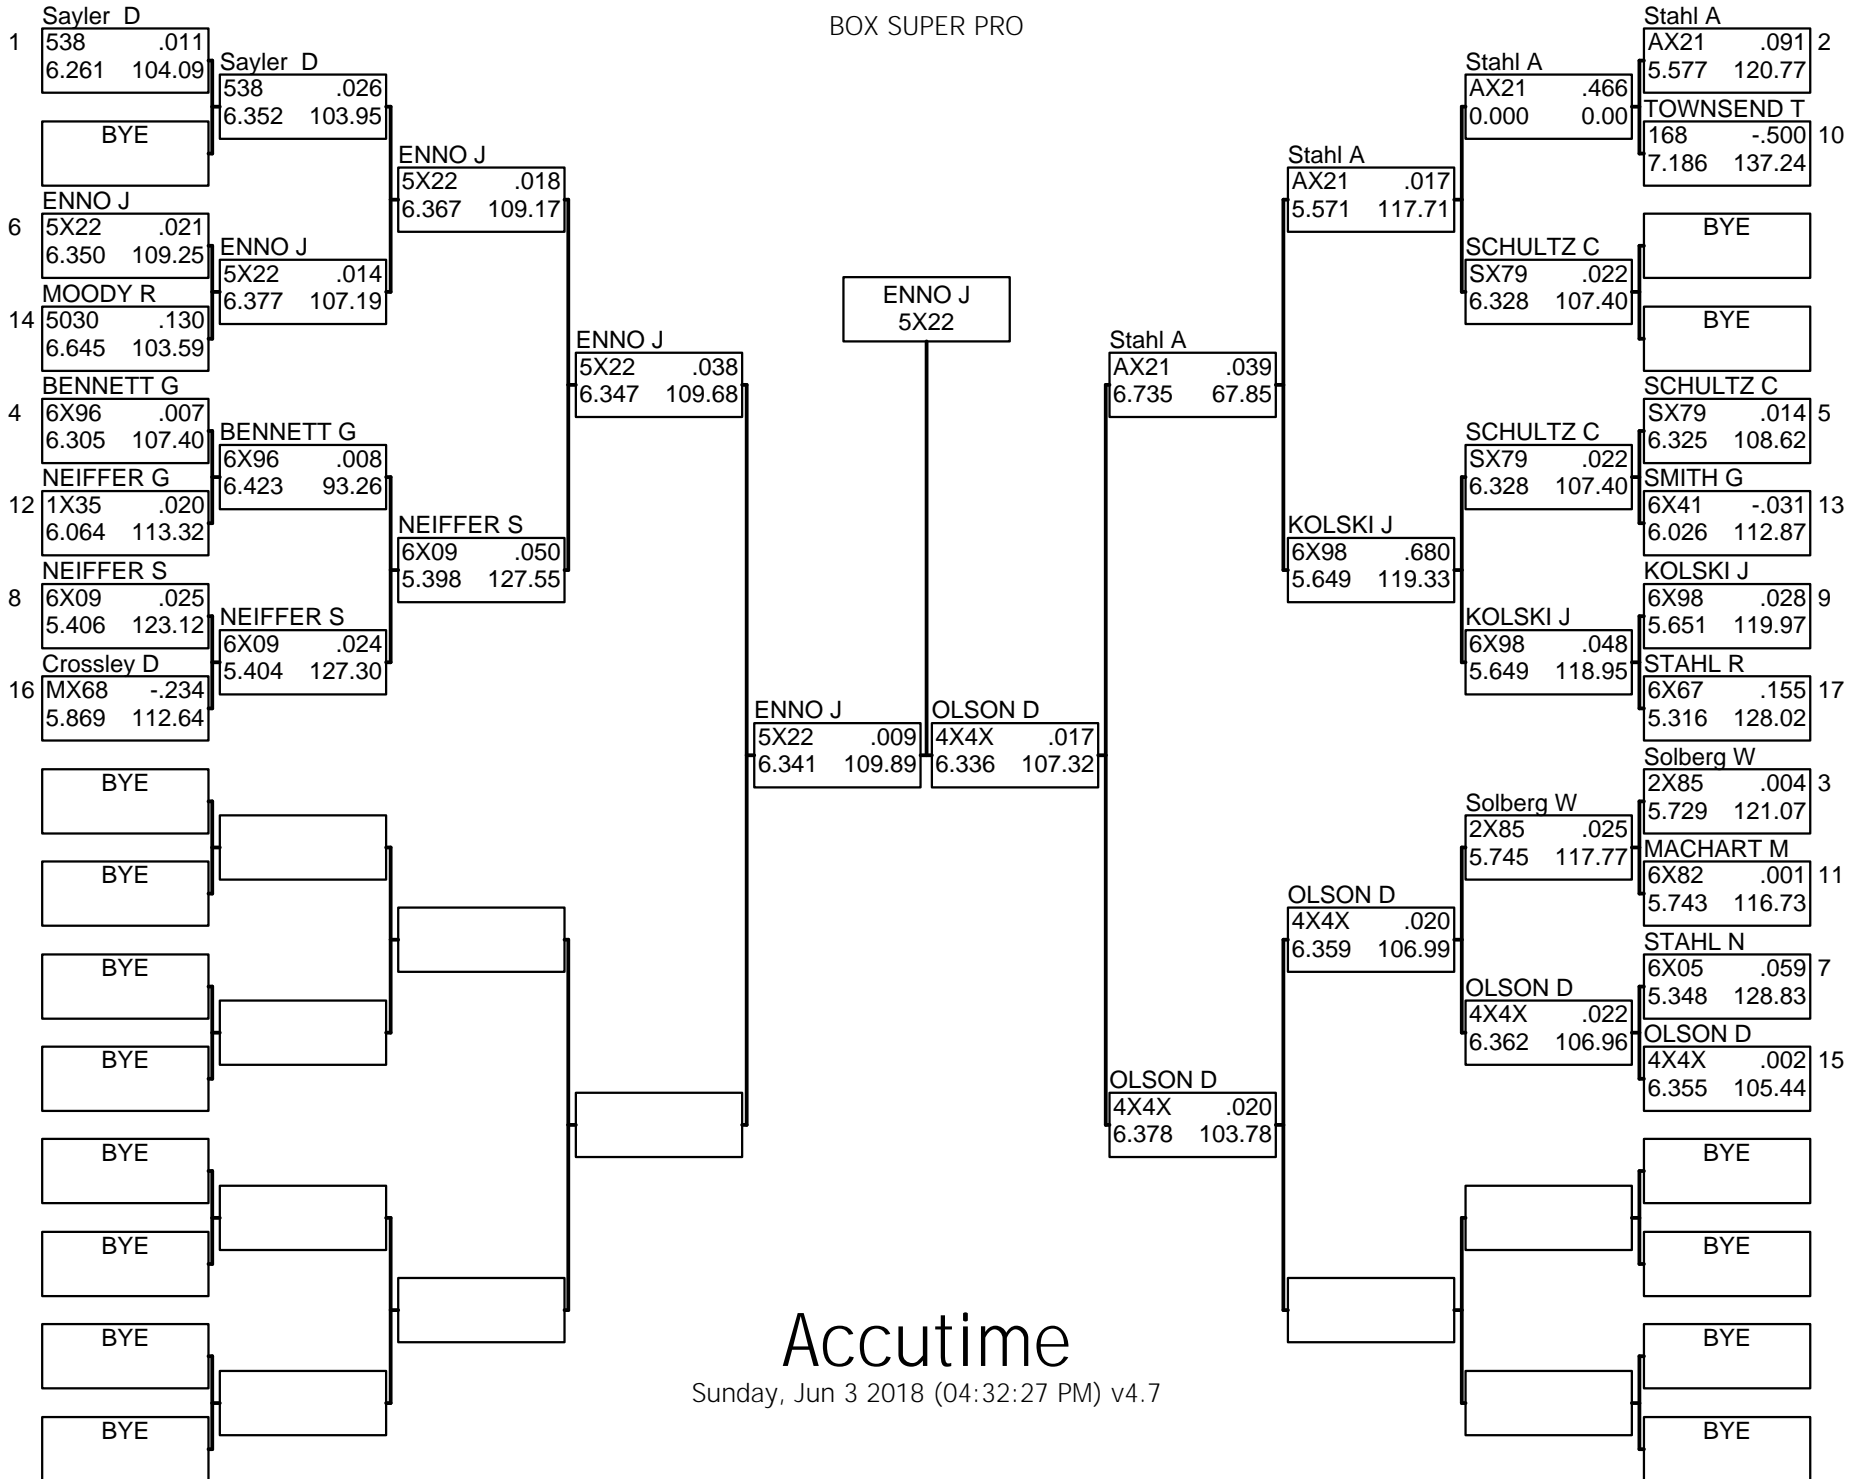 BOX SUPER PRO
Sayler  D
1
538 .011
6.261 104.09
BYE
ENNO J
6
5X22 .021
6.350 109.25
MOODY R
14
5030 .130
6.645 103.59
BENNETT G
4
6X96 .007
6.305 107.40
NEIFFER G
12
1X35 .020
6.064 113.32
NEIFFER S
8
6X09 .025
5.406 123.12
Crossley D
16
MX68 -.234
5.869 112.64
BYE
BYE
BYE
BYE
BYE
BYE
BYE
BYE
Sayler  D
538 .026
6.352 103.95
ENNO J
5X22 .014
6.377 107.19
BENNETT G
6X96 .008
6.423 93.26
NEIFFER S
6X09 .024
5.404 127.30
ENNO J
5X22 .018
6.367 109.17
NEIFFER S
6X09 .050
5.398 127.55
ENNO J
5X22 .038
6.347 109.68
ENNO J
5X22 .009
6.341 109.89
ENNO J
5X22
OLSON D
4X4X .017
6.336 107.32
Stahl A
AX21 .039
6.735 67.85
OLSON D
4X4X .020
6.378 103.78
Stahl A
AX21 .017
5.571 117.71
KOLSKI J
6X98 .680
5.649 119.33
OLSON D
4X4X .020
6.359 106.99
Stahl A
AX21 .466
0.000 0.00
SCHULTZ C
SX79 .022
6.328 107.40
SCHULTZ C
SX79 .022
6.328 107.40
KOLSKI J
6X98 .048
5.649 118.95
Solberg W
2X85 .025
5.745 117.77
OLSON D
4X4X .022
6.362 106.96
Stahl A
AX21 .091 2
5.577 120.77
TOWNSEND T
168 -.500 10
7.186 137.24
BYE
BYE
SCHULTZ C
SX79 .014 5
6.325 108.62
SMITH G
6X41 -.031 13
6.026 112.87
KOLSKI J
6X98 .028 9
5.651 119.97
STAHL R
6X67 .155 17
5.316 128.02
Solberg W
2X85 .004 3
5.729 121.07
MACHART M
6X82 .001 11
5.743 116.73
STAHL N
6X05 .059 7
5.348 128.83
OLSON D
4X4X .002 15
6.355 105.44
BYE
BYE
BYE
BYE
Accutime
Sunday, Jun 3 2018 (04:32:27 PM) v4.7